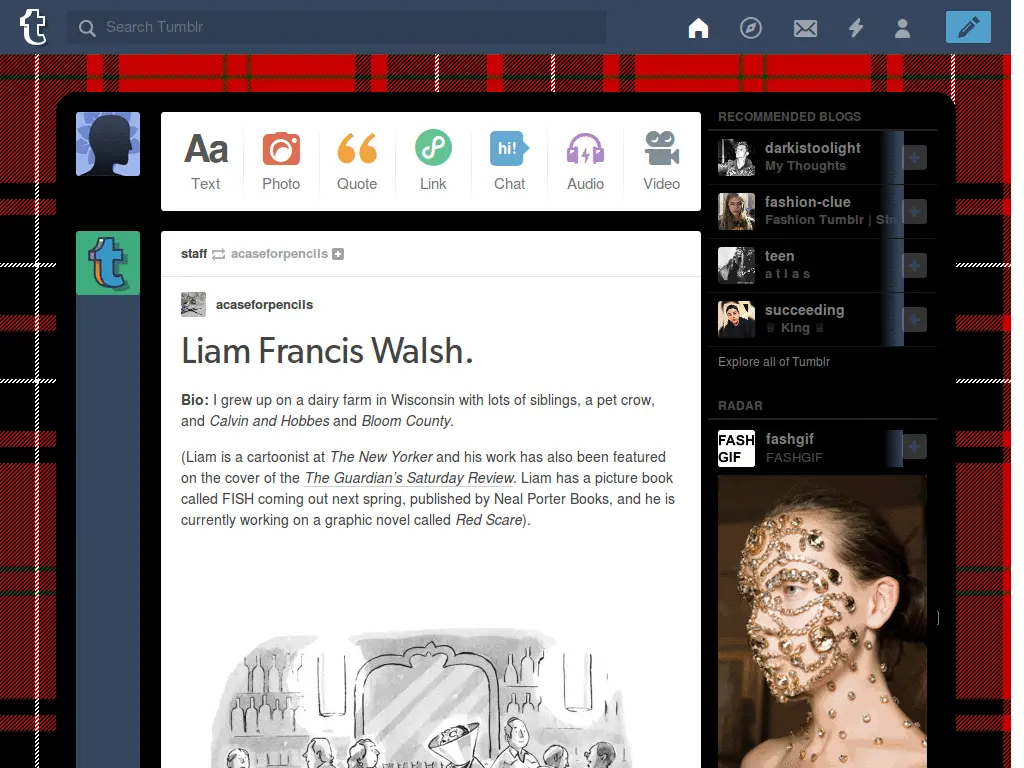 Search Tumblr
Aa
hi!
Text
Photo
Quote
Link
Chat
Audio
Video
staff acaseforpencils
acaseforpencils
Liam Francis Walsh.
Bio: I grew up on a dairy farm in Wisconsin with lots of siblings, a pet crow,
and Calvin and Hobbes and Bloom County.
(Liam is a cartoonist at The New Yorker and his work has also been featured
on the cover of the The Guardian’s Saturday Review. Liam has a picture book
called FISH coming out next spring, published by Neal Porter Books, and he is
currently working on a graphic novel called Red Scare).
RECOMMENDED BLOGS
darkistoolight
My Thoughts
fashion-clue
Fashion Tumblr | Str
teen
a t l a s
succeeding
♕ King ♕
Explore all of Tumblr
RADAR
FASH
GIF
fashgif
FASHGIF